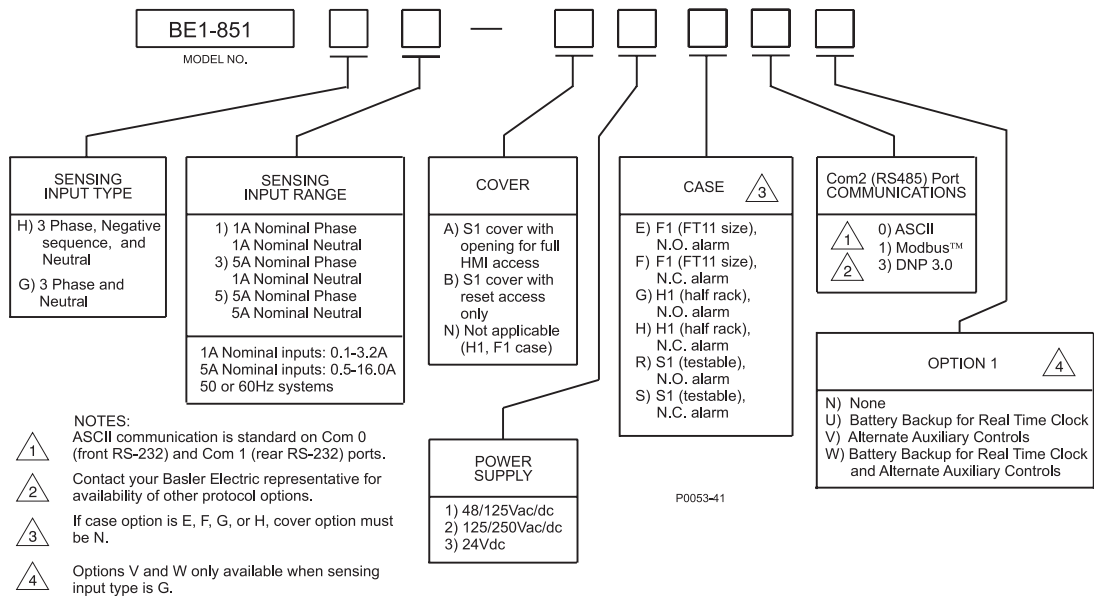 BE1-851
—
MODEL NO.
SENSING
INPUT TYPE
H) 3 Phase, Negative
sequence, and
Neutral
G) 3 Phase and
Neutral
SENSING
INPUT RANGE
1) 1A Nominal Phase
1A Nominal Neutral
3) 5A Nominal Phase
1A Nominal Neutral
5) 5A Nominal Phase
5A Nominal Neutral
1A Nominal inputs: 0.1-3.2A
5A Nominal inputs: 0.5-16.0A
50 or 60Hz systems
COVER
A) S1 cover with
opening for full
HMI access
B) S1 cover with
reset access
only
N) Not applicable
(H1, F1 case)
POWER
SUPPLY
1) 48/125Vac/dc
2) 125/250Vac/dc
3) 24Vdc
CASE 3
E) F1 (FT11 size),
N.O. alarm
F) F1 (FT11 size),
N.C. alarm
G) H1 (half rack),
N.O. alarm
H) H1 (half rack),
N.C. alarm
R) S1 (testable),
N.O. alarm
S) S1 (testable),
N.C. alarm
Com2 (RS485) Port
COMMUNICATIONS
1
2
0) ASCII
1) Modbus™
3) DNP 3.0
OPTION 1 4
N) None
U) Battery Backup for Real Time Clock
V) Alternate Auxiliary Controls
W) Battery Backup for Real Time Clock
and Alternate Auxiliary Controls
P0053-41
NOTES:
1 ASCII communication is standard on Com 0
(front RS-232) and Com 1 (rear RS-232) ports.
2 Contact your Basler Electric representative for
availability of other protocol options.
3 If case option is E, F, G, or H, cover option must
be N.
4 Options V and W only available when sensing
input type is G.